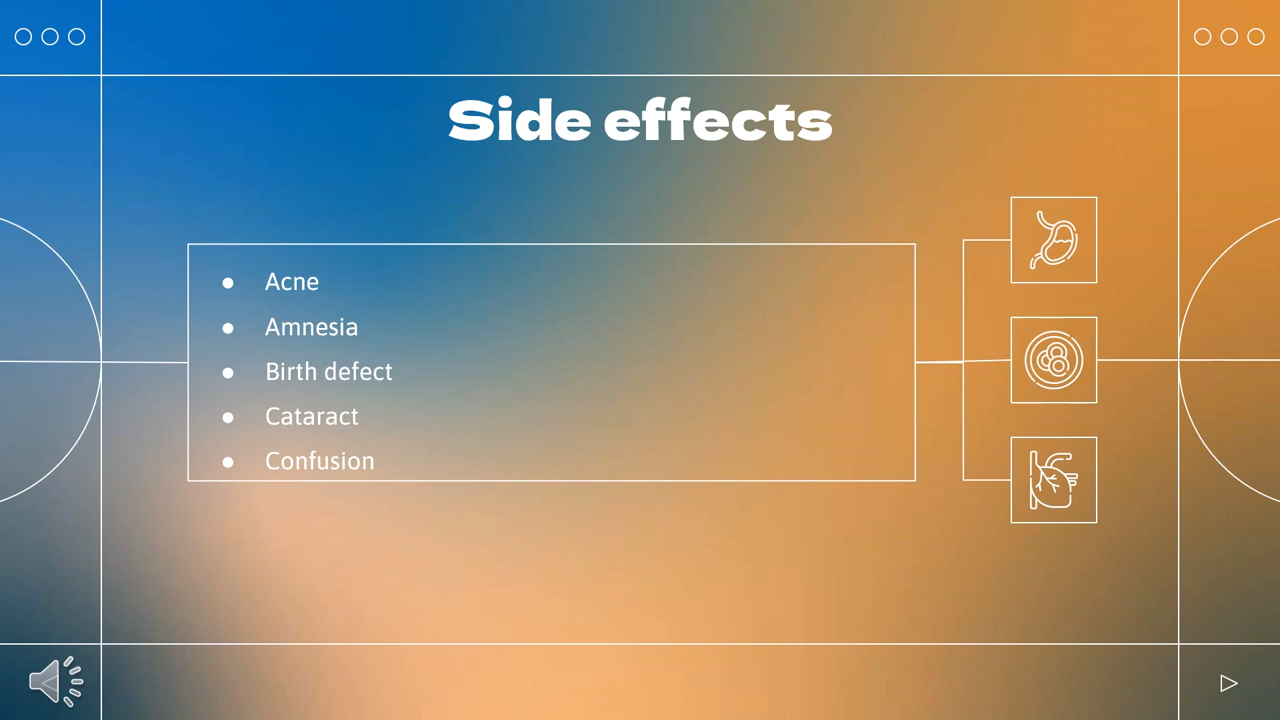 Side effects
● Acne
● Amnesia
● Birth defect
● Cataract
● Confusion